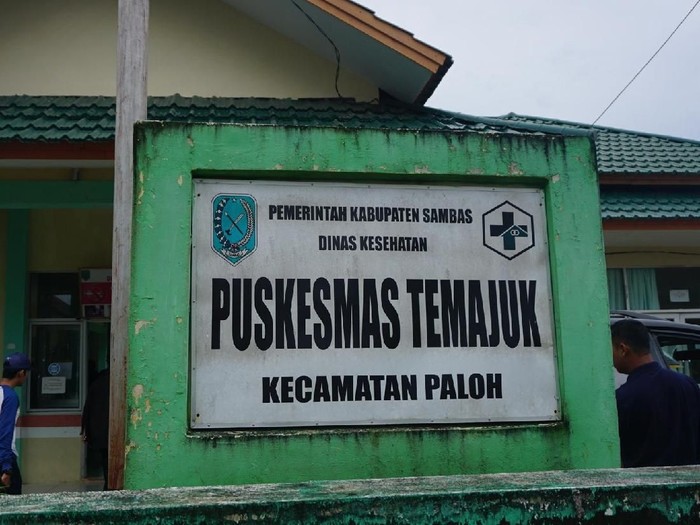 PEMERINTAH KABUPATEN SAMBAS
DINAS KESEHATAN
PUSKESMAS TEMAJUK
KECAMATAN PALOH